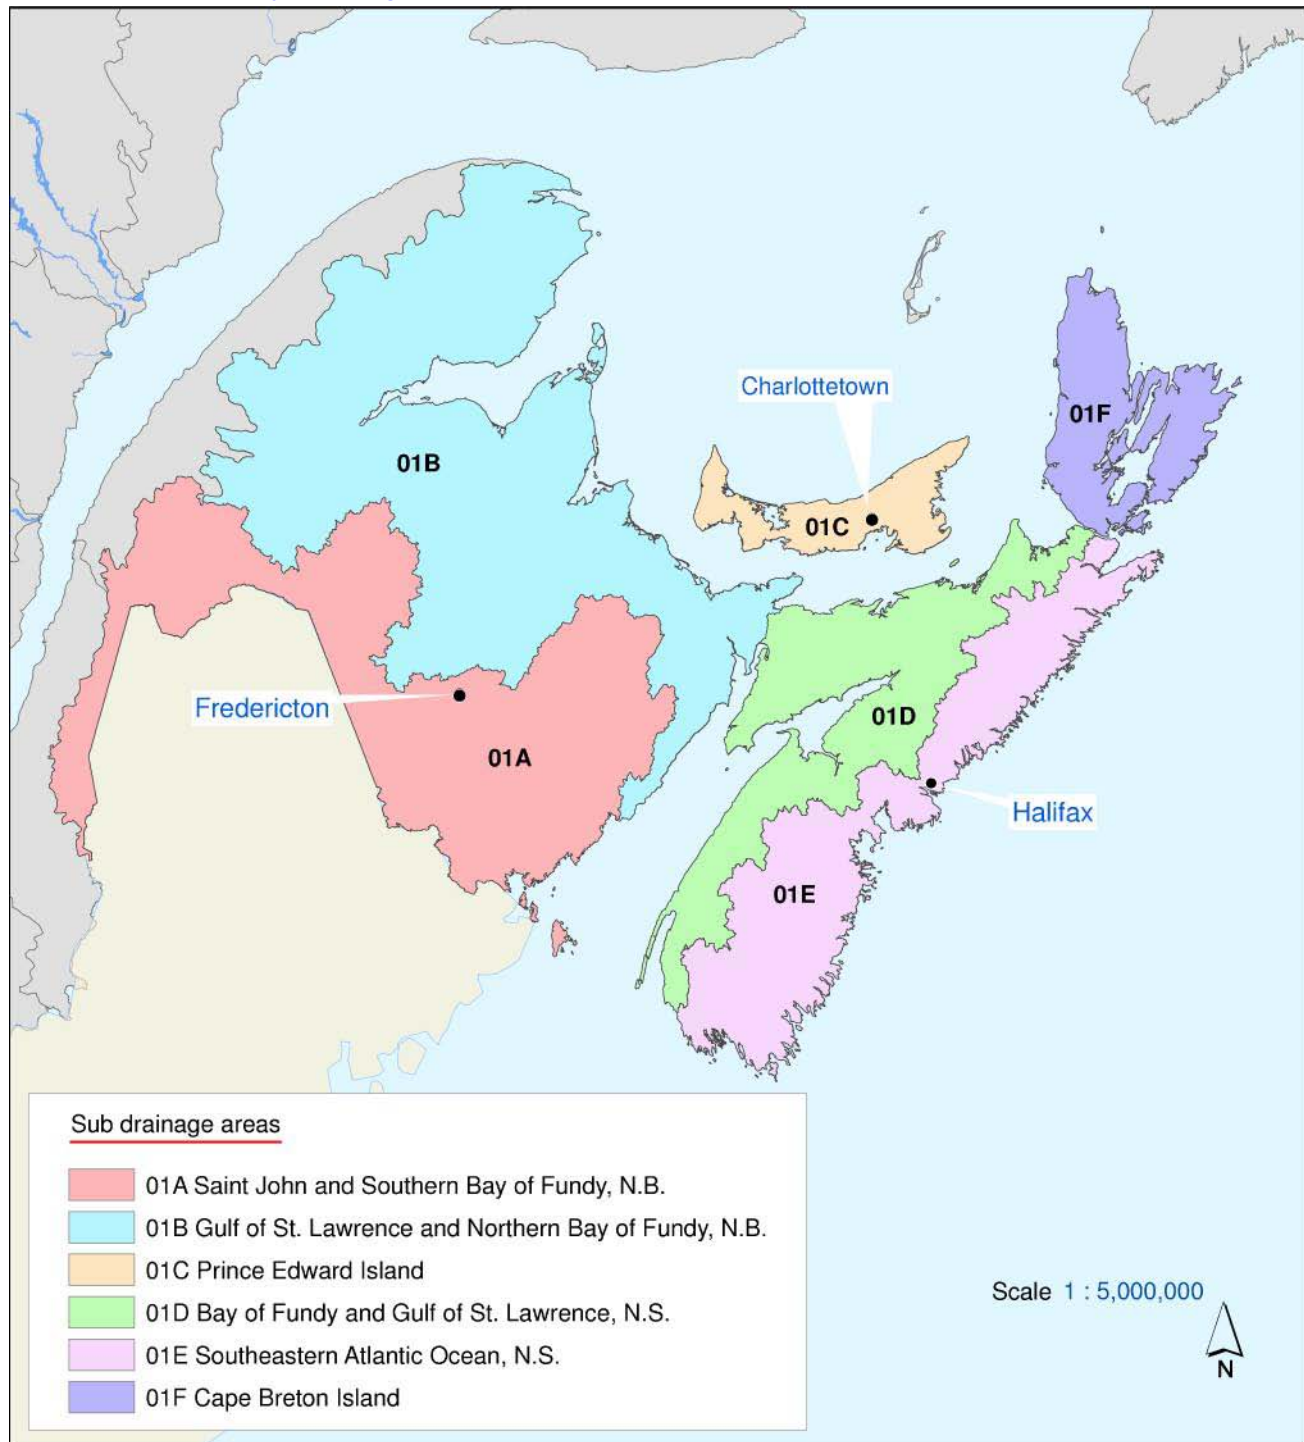 Charlottetown
01F
01B
01C
Fredericton
01D
01A
Halifax
01E
Sub drainage areas
01A Saint John and Southern Bay of Fundy, N.B.
01B Gulf of St. Lawrence and Northern Bay of Fundy, N.B.
01C Prince Edward Island
01D Bay of Fundy and Gulf of St. Lawrence, N.S.
01E Southeastern Atlantic Ocean, N.S.
01F Cape Breton Island
Scale 1 : 5,000,000
N